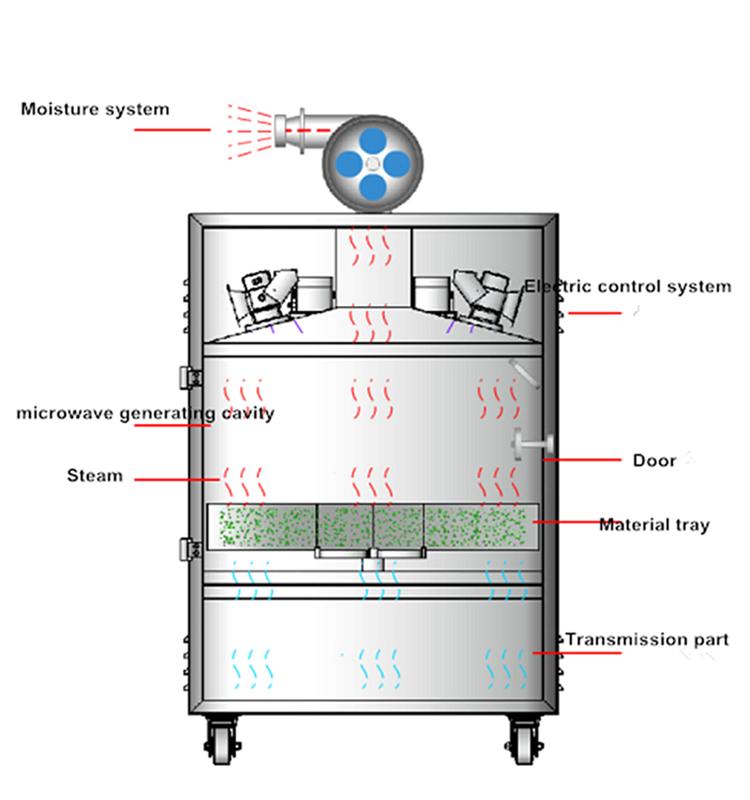 Moisture system
Electric control system
microwave generating cavity
Door
Steam
Material tray
Transmission part